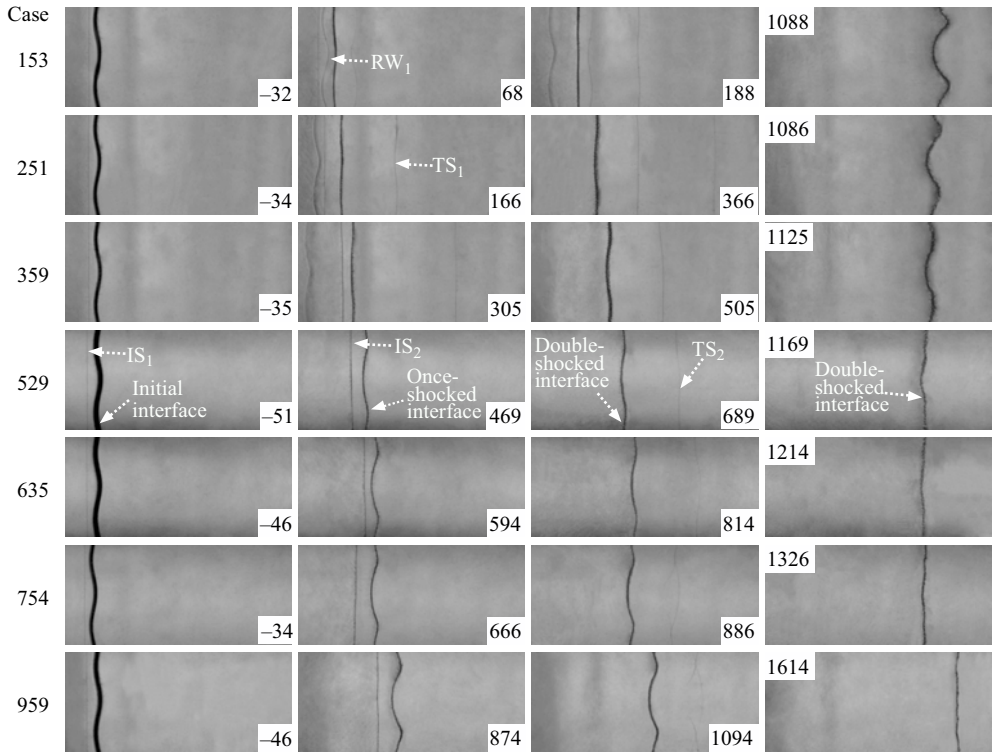 Case
153
–32
RW1
68
188
1088
251
–34
TS1
166
366
1086
359
–35
305
505
1125
529
IS1
Initial
interface
–51
IS2
Once-
shocked
interface
469
Double-
shocked
interface
TS2
689
1169
Double-
shocked
interface
635
–46
594
814
1214
754
–34
666
886
1326
959
–46
874
1094
1614